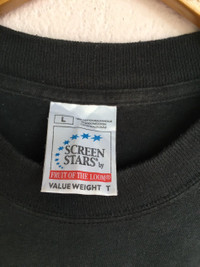 L
SCREEN
STARS
by
FRUIT OF THE LOOM
VALUE WEIGHT T